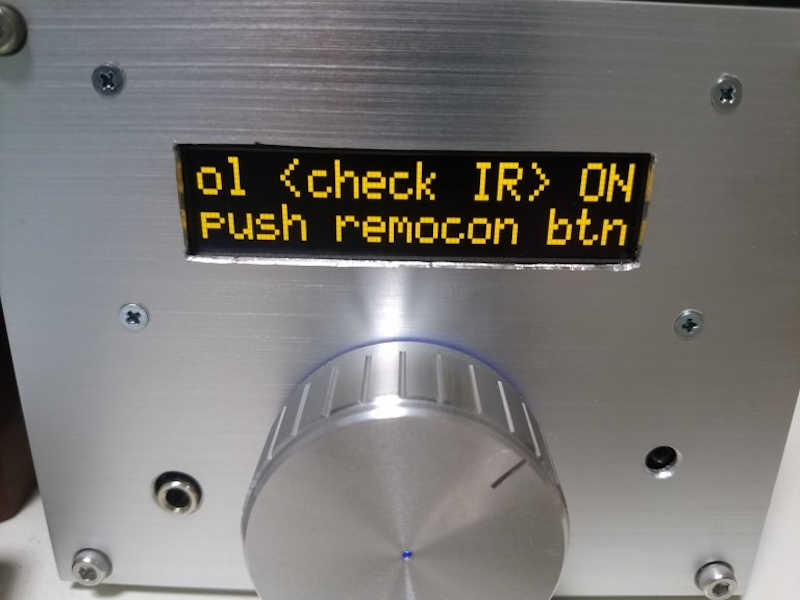 ol <check IR> ON
push remocon btn